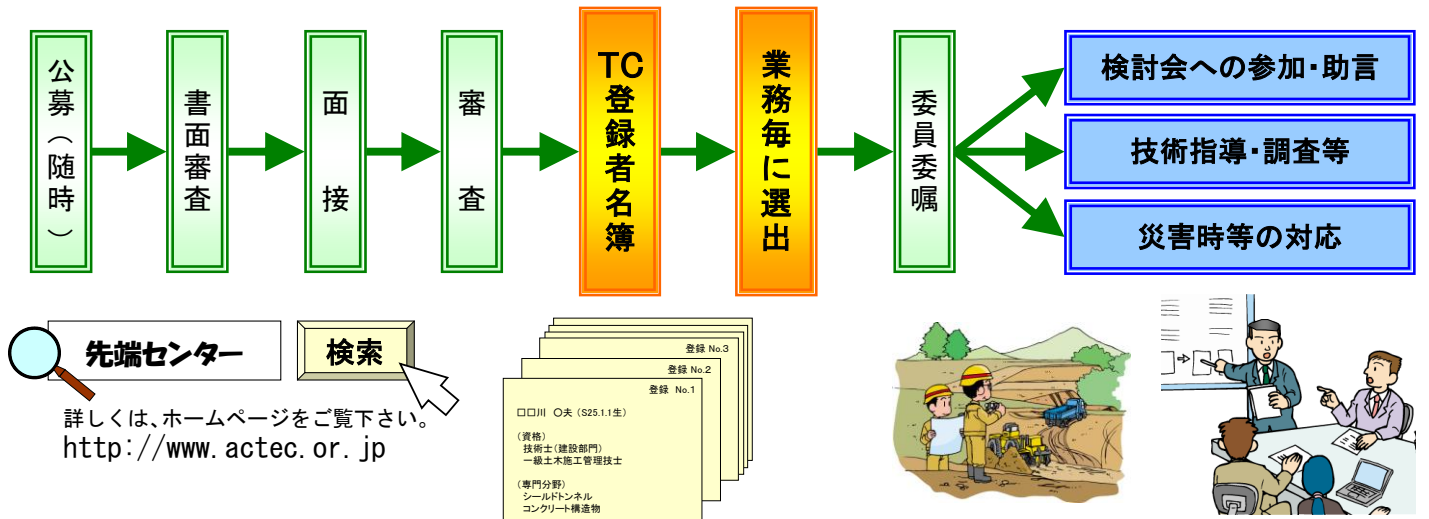 公募(随時)
書面審査
面接
審査
TC登録者名簿
業務毎に選出
委員委嘱
検討会への参加・助言
技術指導・調査等
災害時等の対応
先端センター
検索
詳しくは、ホームページをご覧下さい。
http://www.actec.or.jp
登録 No.3
登録 No.2
登録 No.1
□□川 〇夫 (S25.1.1生)
(資格)
技術士(建設部門)
一級土木施工管理技士
(専門分野)
シールドトンネル
コンクリート構造物